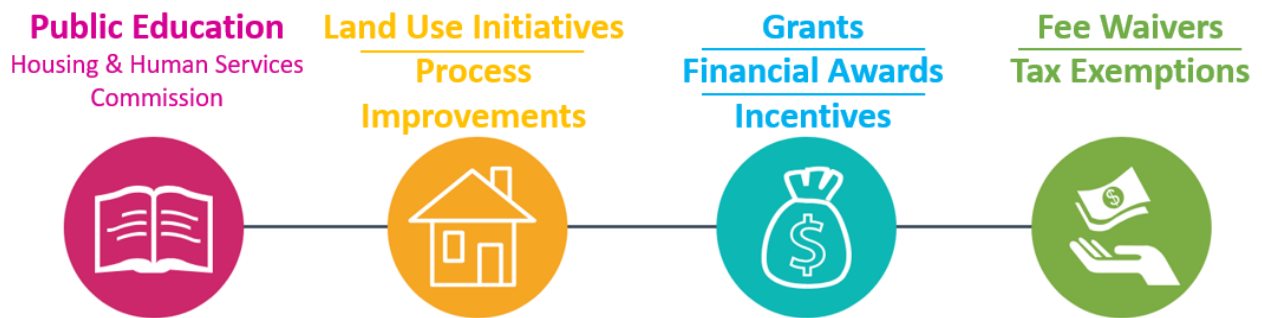 Public Education
Housing & Human Services
Commission
Land Use Initiatives
Process
Improvements
Grants
Financial Awards
Incentives
Fee Waivers
Tax Exemptions
$
$